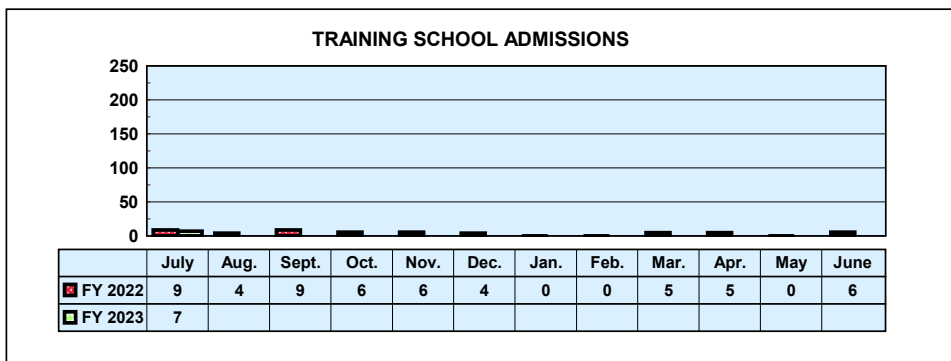 TRAINING SCHOOL ADMISSIONS
250
200
150
100
50
0
July Aug. Sept. Oct. Nov. Dec. Jan. Feb. Mar. Apr. May June
FY 2022 9 4 9 6 6 4 0 0 5 5 0 6
FY 2023 7